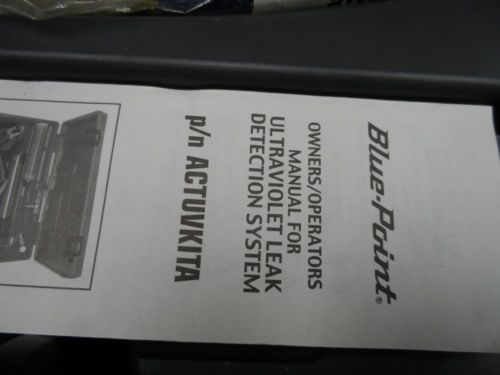 Blue-Point®
OWNERS/OPERATORS
MANUAL FOR
ULTRAVIOLET LEAK
DETECTION SYSTEM
p/n ACTUVKITA